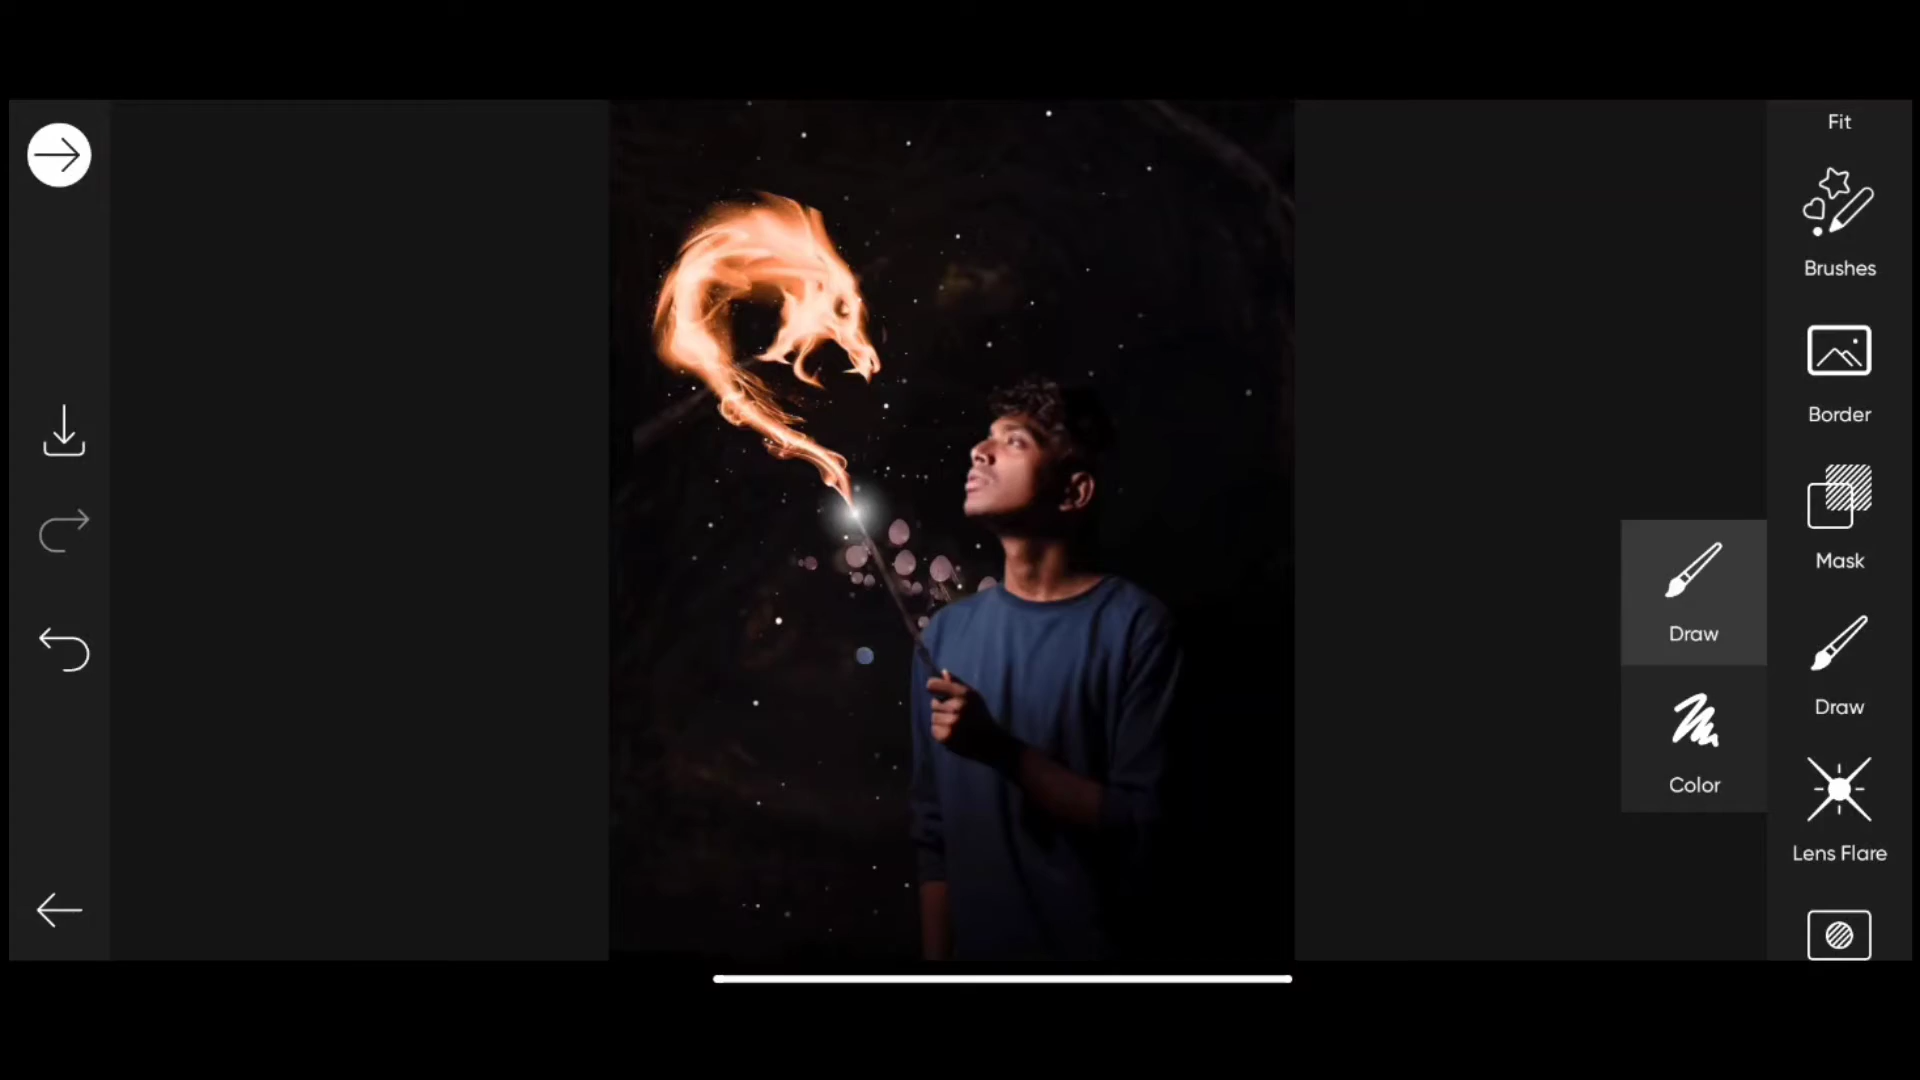 Fit
Brushes
Border
Mask
Draw
Draw
Color
Lens Flare